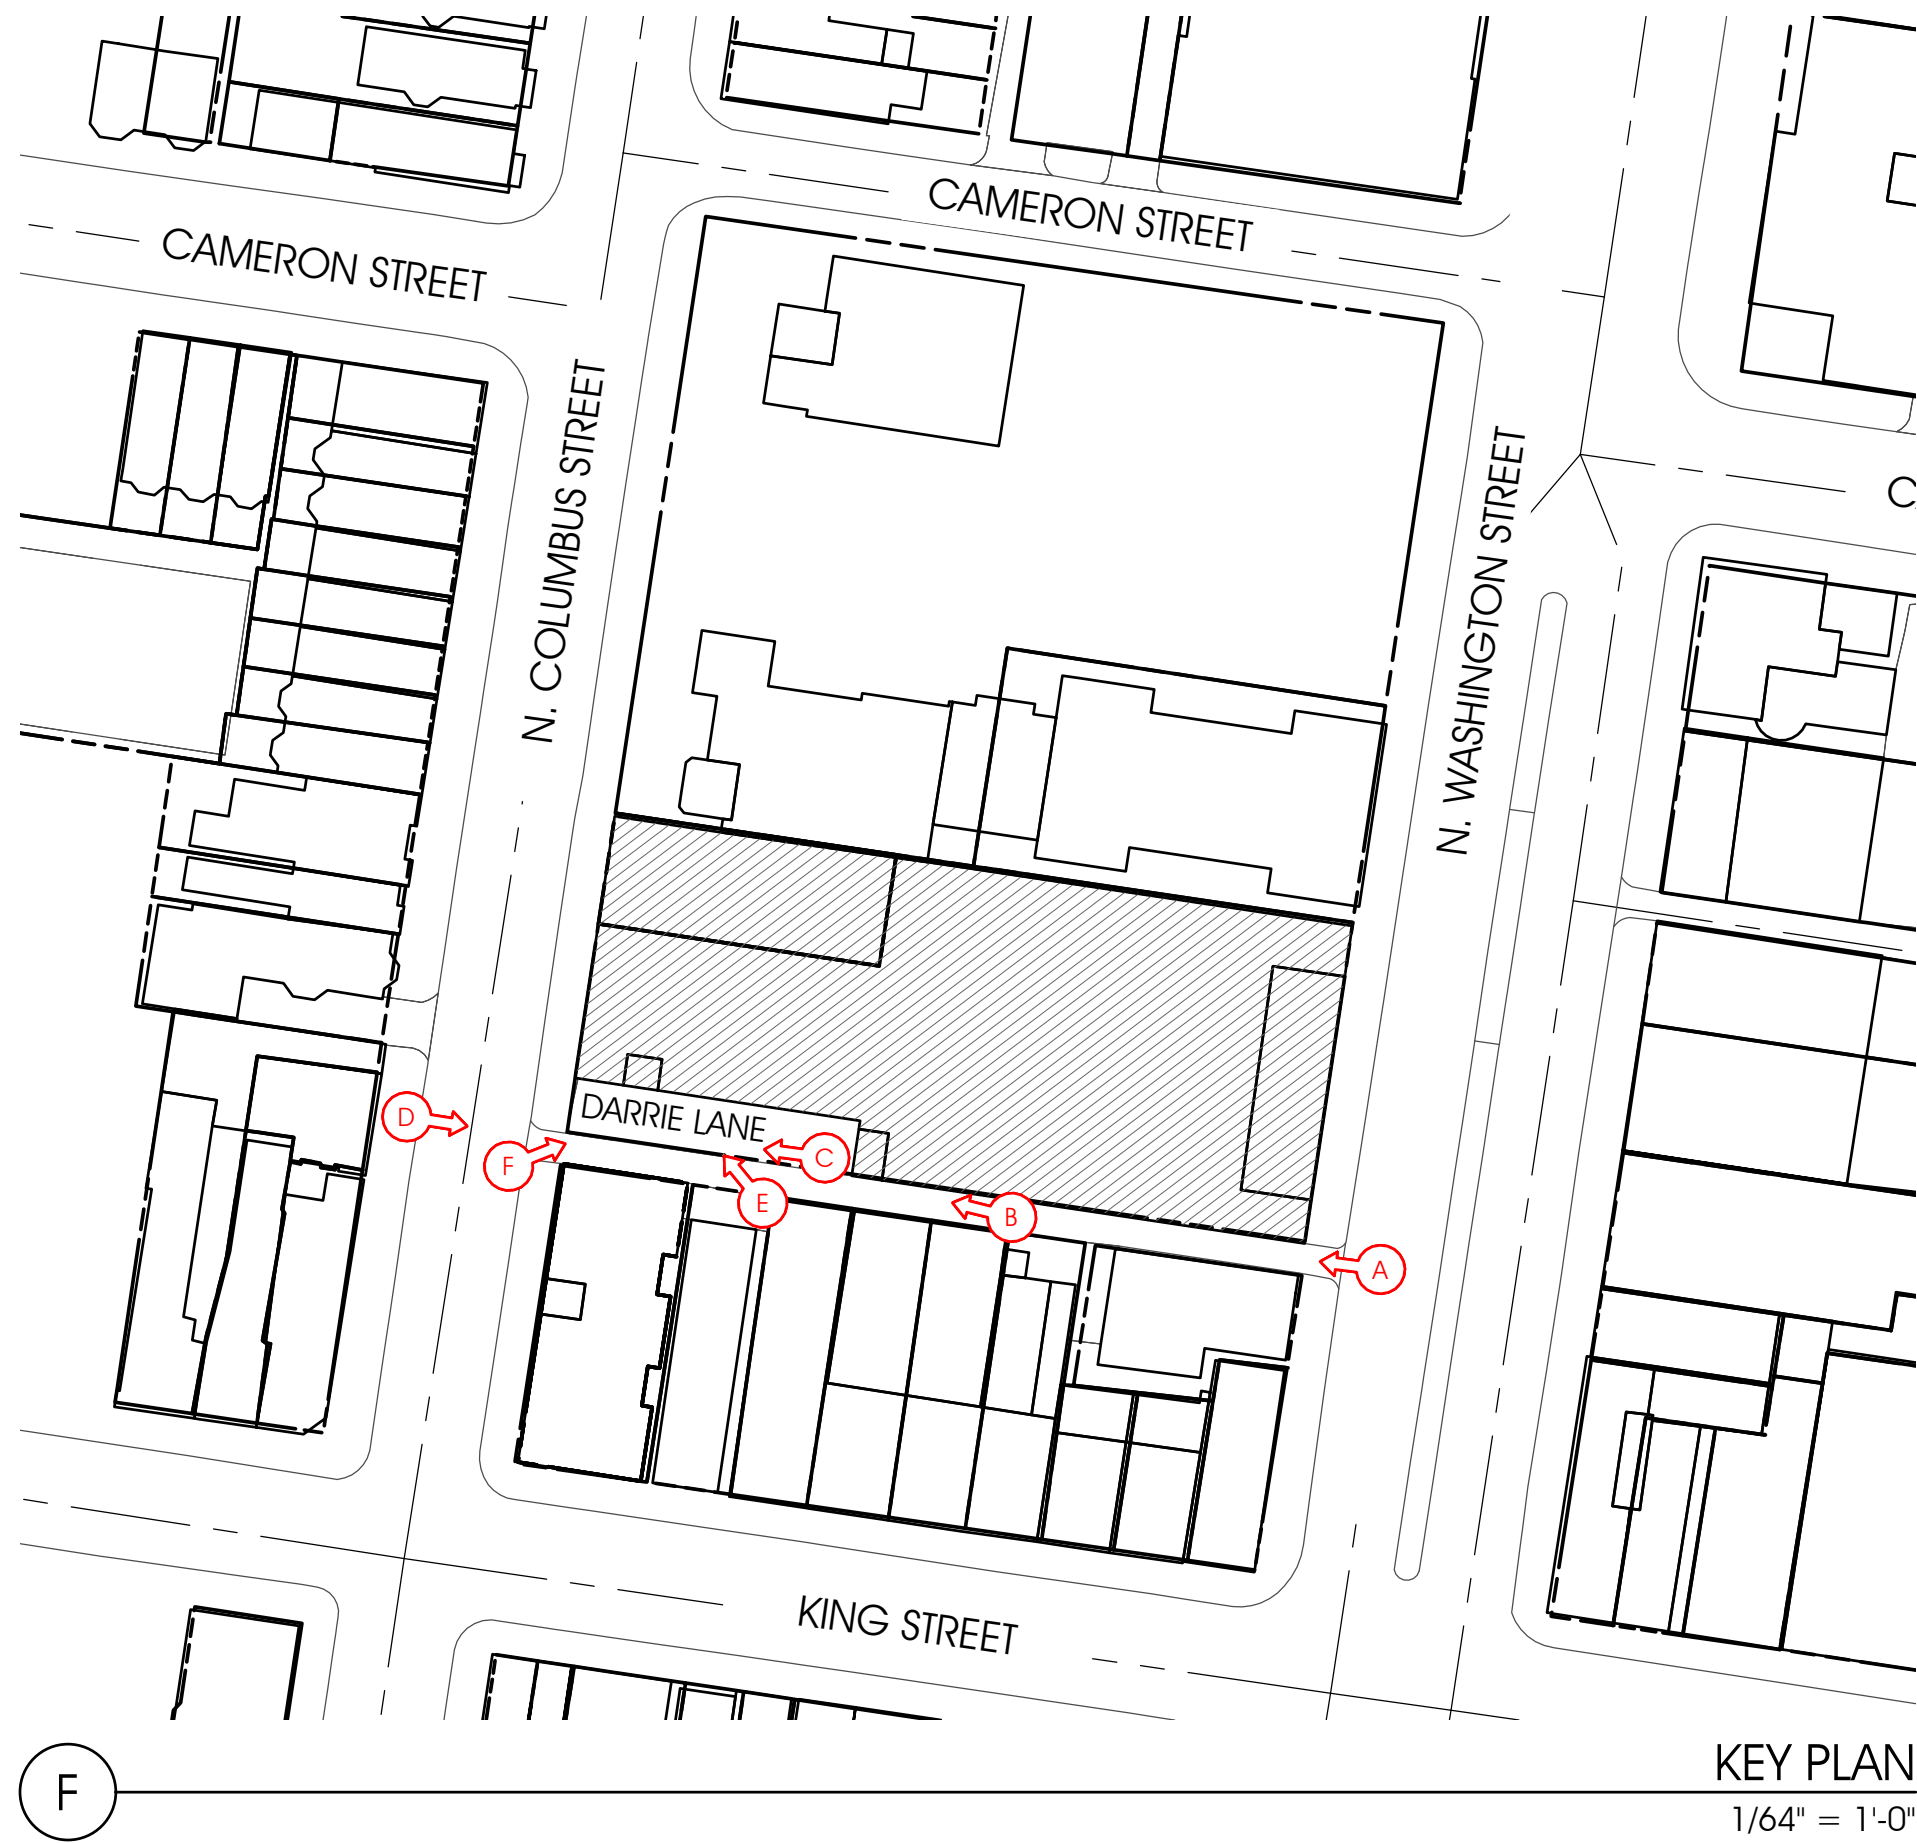 CAMERON STREET
CAMERON STREET
N. COLUMBUS STREET
N. WASHINGTON STREET
C
DARRIE LANE
D
F
C
E
B
A
KING STREET
KEY PLAN
F
1/64" = 1'-0"